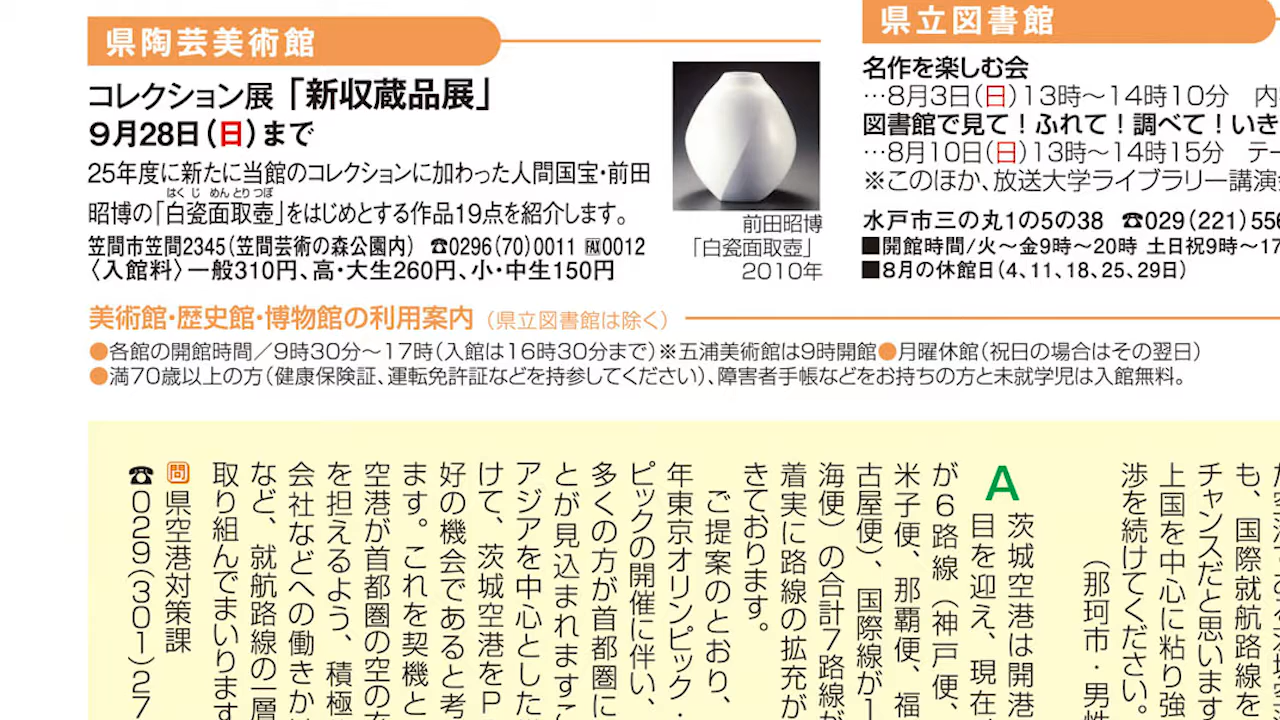 県陶芸美術館
コレクション展「新収蔵品展」
9月28日(日)まで
25年度に新たに当館のコレクションに加わった人間国宝・前田
はくじめんとりつぼ
昭博の「白瓷面取壺」をはじめとする作品19点を紹介します。
笠間市笠間2345(笠間芸術の森公園内) ☎0296(70)0011 FAX0012
〈入館料〉一般310円、高・大生260円、小・中生150円
前田昭博
「白瓷面取壺」
2010年
県立図書館
名作を楽しむ会
…8月3日(日)13時〜14時10分 内
図書館で見て!ふれて!調べて!いき
…8月10日(日)13時〜14時15分 テー
※このほか、放送大学ライブラリー講演
水戸市三の丸1の5の38 ☎029(221)556
■開館時間/火〜金9時〜20時 土日祝9時〜17
■8月の休館日(4、11、18、25、29日)
美術館・歴史館・博物館の利用案内(県立図書館は除く)
●各館の開館時間/9時30分〜17時(入館は16時30分まで)※五浦美術館は9時開館●月曜休館(祝日の場合はその翌日)
●満70歳以上の方(健康保険証、運転免許証などを持参してください)、障害者手帳などをお持ちの方と未就学児は入館無料。
も、国際就航路線を
チャンスだと思います
上国を中心に粘り強
渉を続けてください。
(那珂市・男性
A
茨城空港は開港
目を迎え、現在、
が6路線(神戸便、
米子便、那覇便、福
古屋便)、国際線が1
海便)の合計7路線が
着実に路線の拡充が
きております。
ご提案のとおり、
年東京オリンピック・
ピックの開催に伴い、
多くの方が首都圏に
とが見込まれますこ
アジアを中心とした
けて、茨城空港をP
好の機会であると考
ます。これを契機と
空港が首都圏の空の
を担えるよう、積極
会社などへの働きか
など、就航路線の一層
取り組んでまいります
問 県空港対策課
☎029(301)27